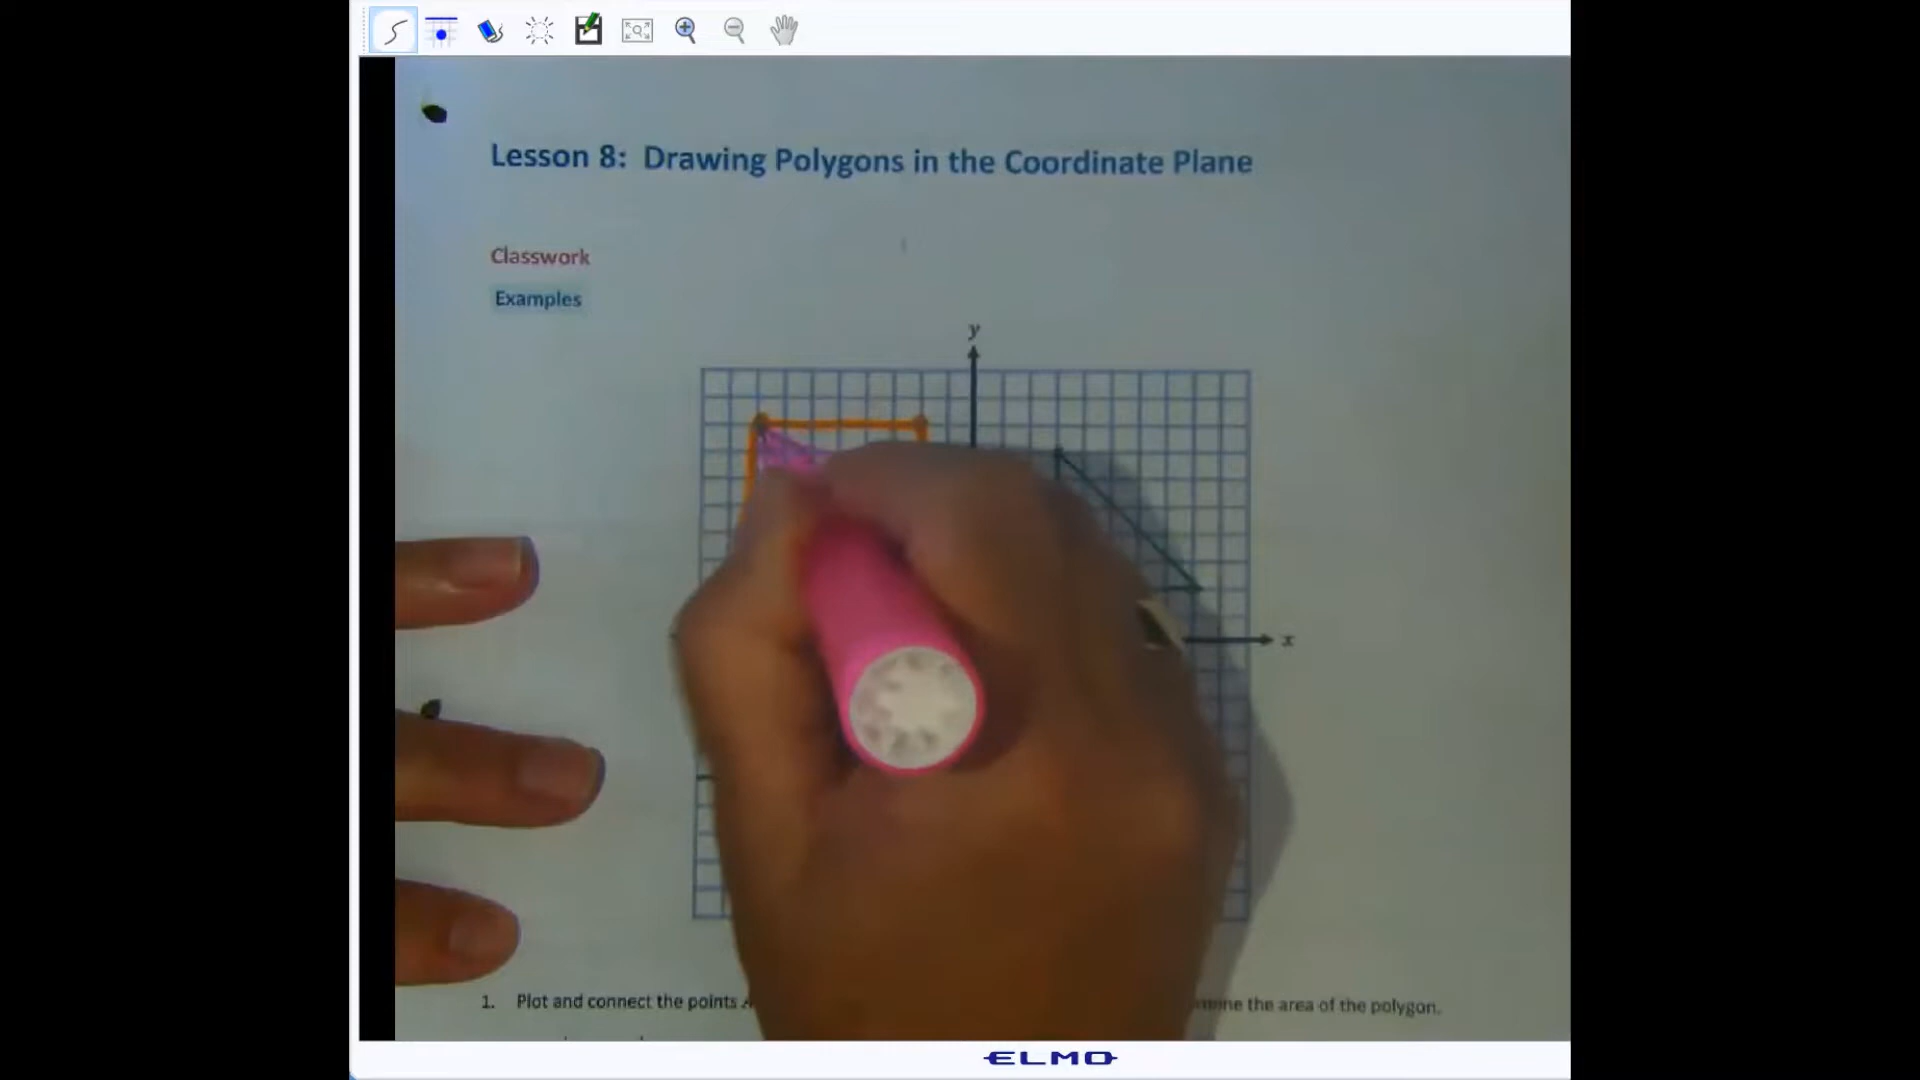 Lesson 8: Drawing Polygons in the Coordinate Plane
Classwork
Examples
y
x
1. Plot and connect the points the area of the polygon.
ELMO